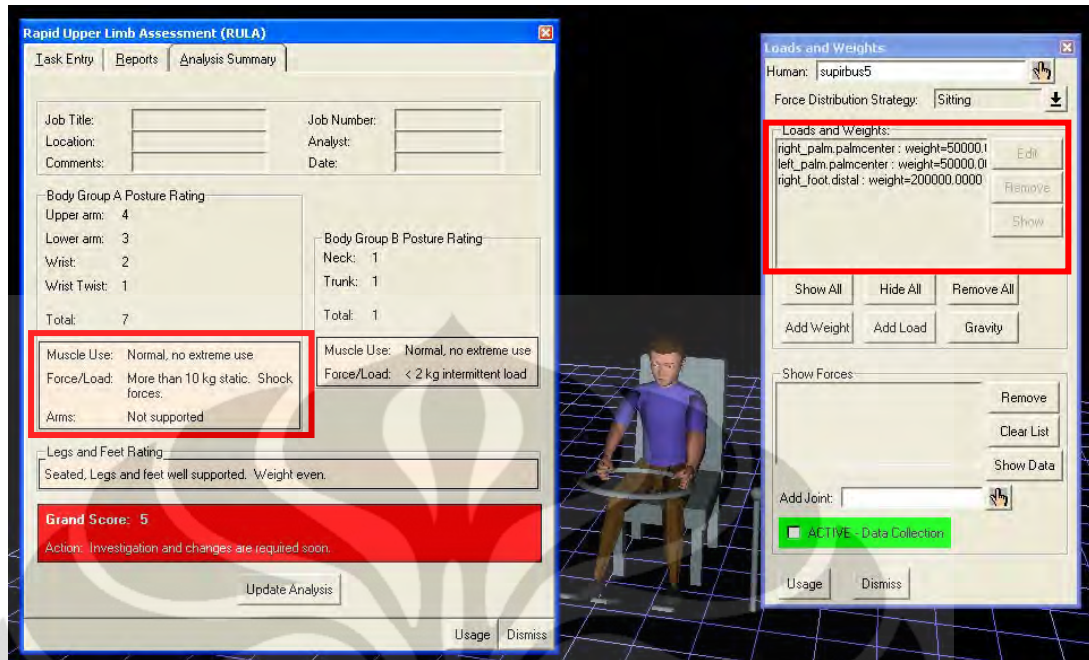 Rapid Upper Limb Assessment (RULA)
Task Entry
Reports
Analysis Summary
Job Title:
Job Number:
Location:
Analyst:
Comments:
Date:
Body Group A Posture Rating
Upper arm: 4
Lower arm: 3
Wrist: 2
Wrist Twist: 1
Total: 7
Muscle Use: Normal, no extreme use
Force/Load: More than 10 kg static. Shock
forces.
Arms: Not supported
Body Group B Posture Rating
Neck: 1
Trunk: 1
Total: 1
Muscle Use: Normal, no extreme use
Force/Load: < 2 kg intermittent load
Legs and Feet Rating
Seated, Legs and feet well supported. Weight even.
Grand Score: 5
Action: Investigation and changes are required soon.
Update Analysis
Usage
Dismiss
Loads and Weights
Human: supirbus5
Force Distribution Strategy: Sitting
Loads and Weights:
right_palm.palmcenter : weight=50000.
left_palm.palmcenter : weight=50000.
right_foot.distal : weight=200000.0000
Edit
Remove
Show
Show All
Hide All
Remove All
Add Weight
Add Load
Gravity
Show Forces
Remove
Clear List
Show Data
Add Joint:
ACTIVE - Data Collection
Usage
Dismiss